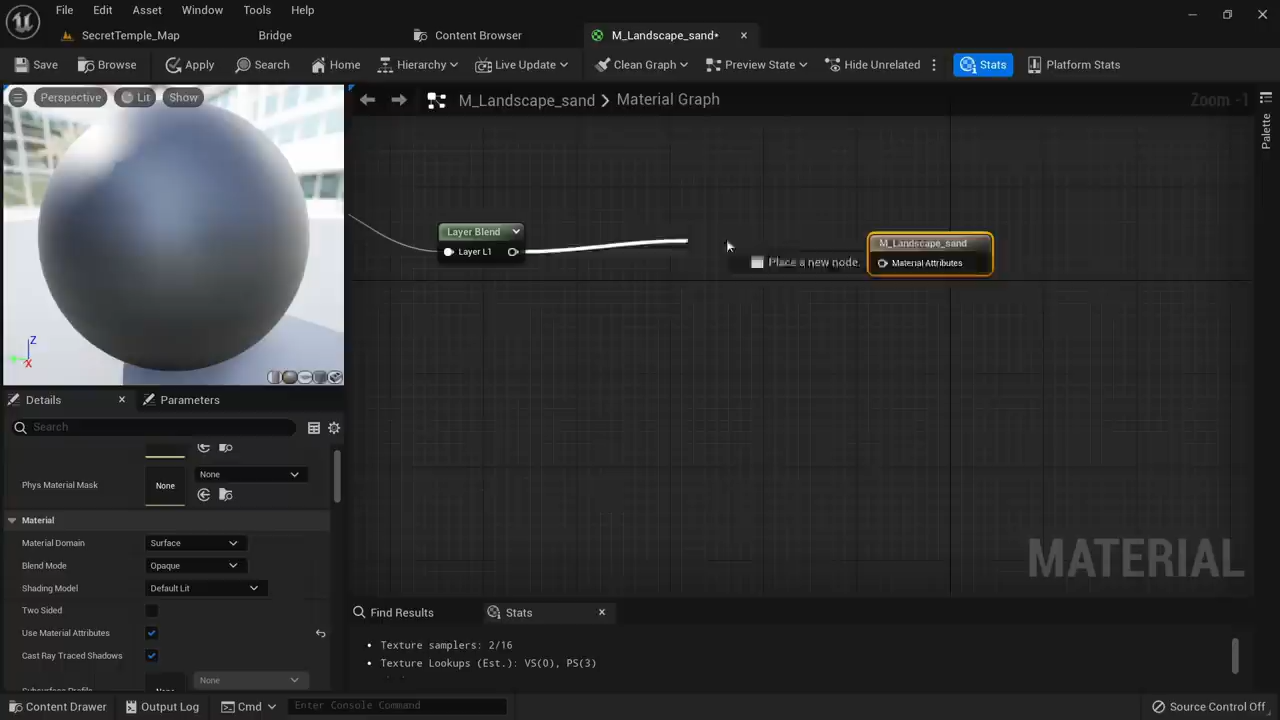 File Edit Asset Window Tools Help
SecretTemple_Map Bridge Content Browser M_Landscape_sand•
Save Browse Apply Search Home Hierarchy Live Update Clean Graph Preview State Hide Unrelated Stats Platform Stats
Perspective Lit Show
M_Landscape_sand Material Graph Zoom -1
Palette
Layer Blend
Layer L1
Place a new node.
M_Landscape_sand
Material Attributes
Z
X
MATERIAL
Details Parameters
Search
None
Phys Material Mask None
Material
Material Domain Surface
Blend Mode Opaque
Shading Model Default Lit
Two Sided
Use Material Attributes
Cast Ray Traced Shadows
None
Subsurface Profile
Find Results Stats
• Texture samplers: 2/16
• Texture Lookups (Est.): VS(0), PS(3)
Content Drawer Output Log Cmd Enter Console Command Source Control Off